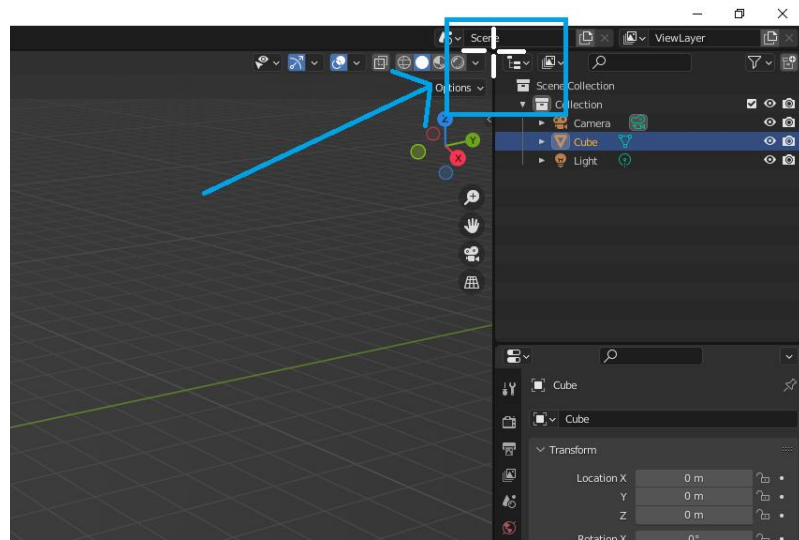 Scene ViewLayer
Options
Scene Collection
Collection
Camera
Cube
Light
Z
Y
X
Cube
Cube
Transform
Location X 0 m
Y 0 m
Z 0 m
Rotation X 0°